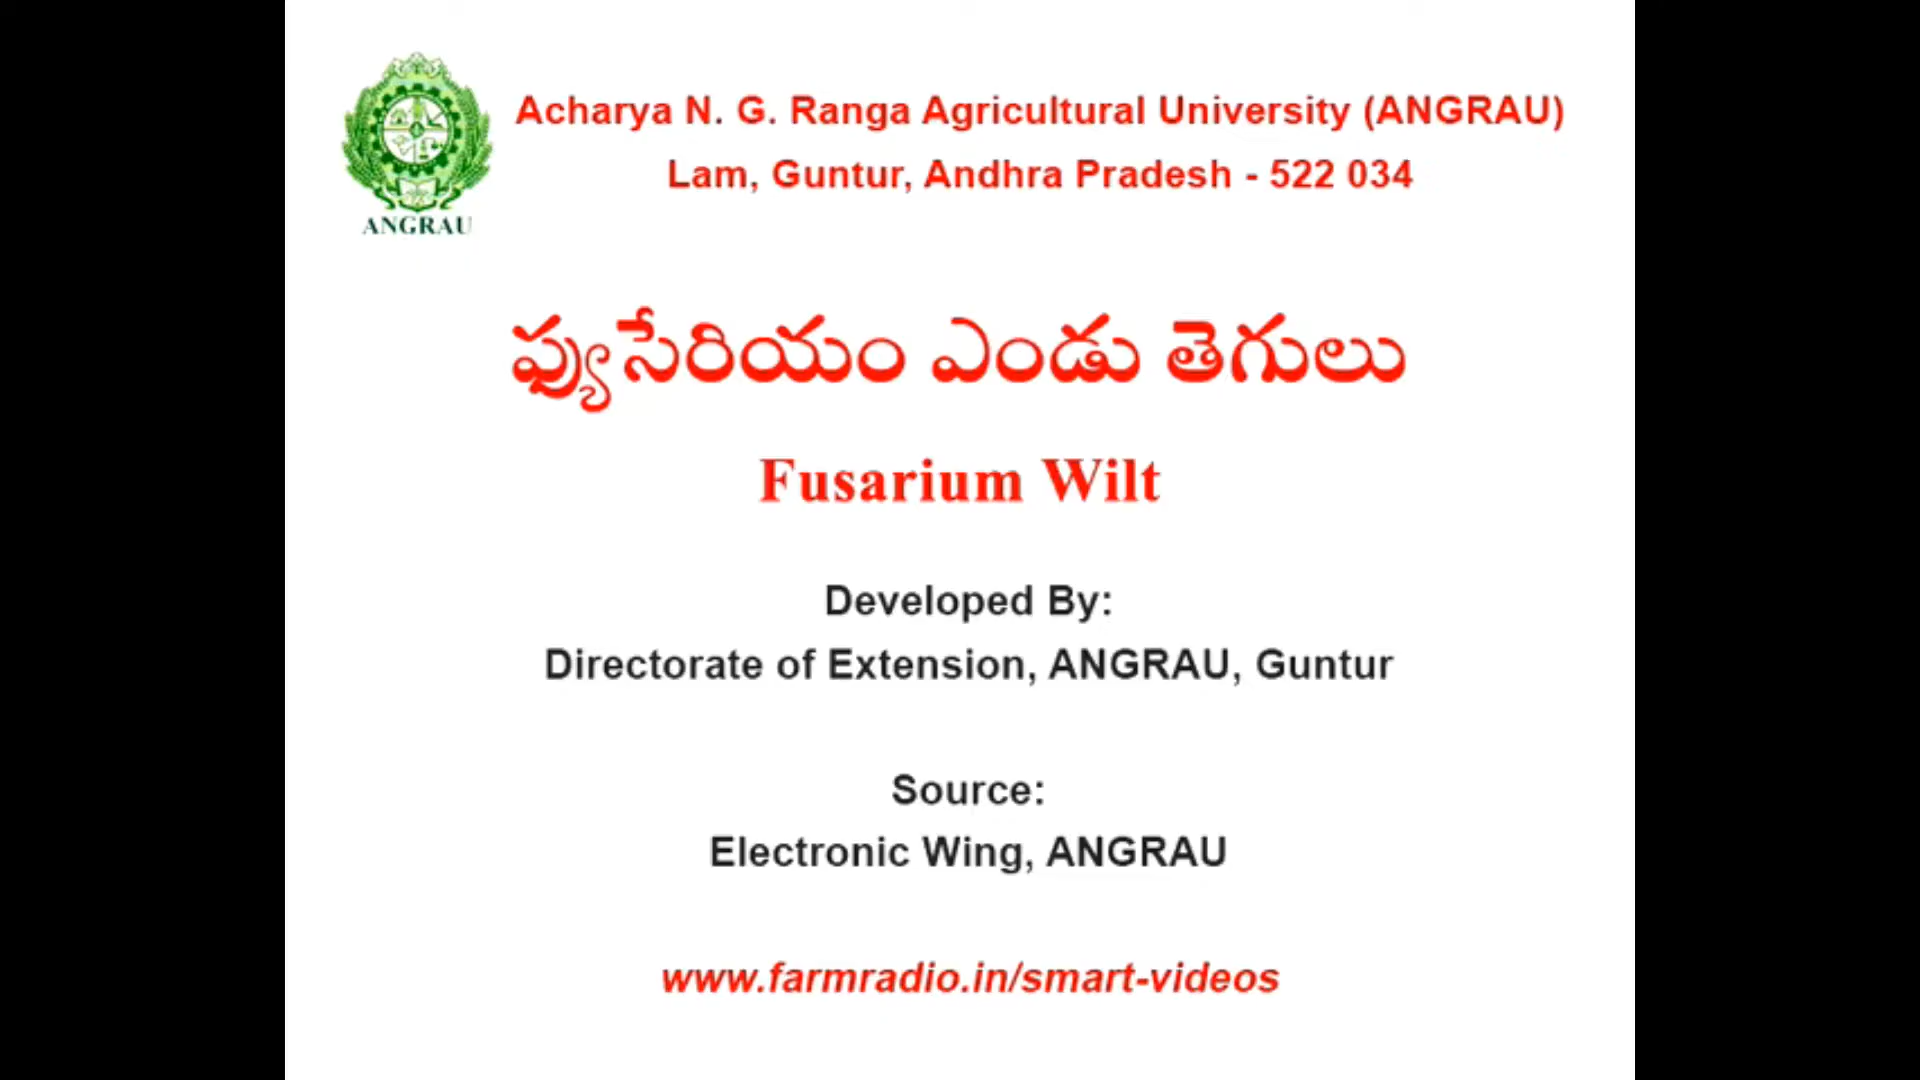 Acharya N. G. Ranga Agricultural University (ANGRAU)
Lam, Guntur, Andhra Pradesh - 522 034
ANGRAU
ఫ్యుసేరియం ఎండు తెగులు
Fusarium Wilt
Developed By:
Directorate of Extension, ANGRAU, Guntur
Source:
Electronic Wing, ANGRAU
www.farmradio.in/smart-videos